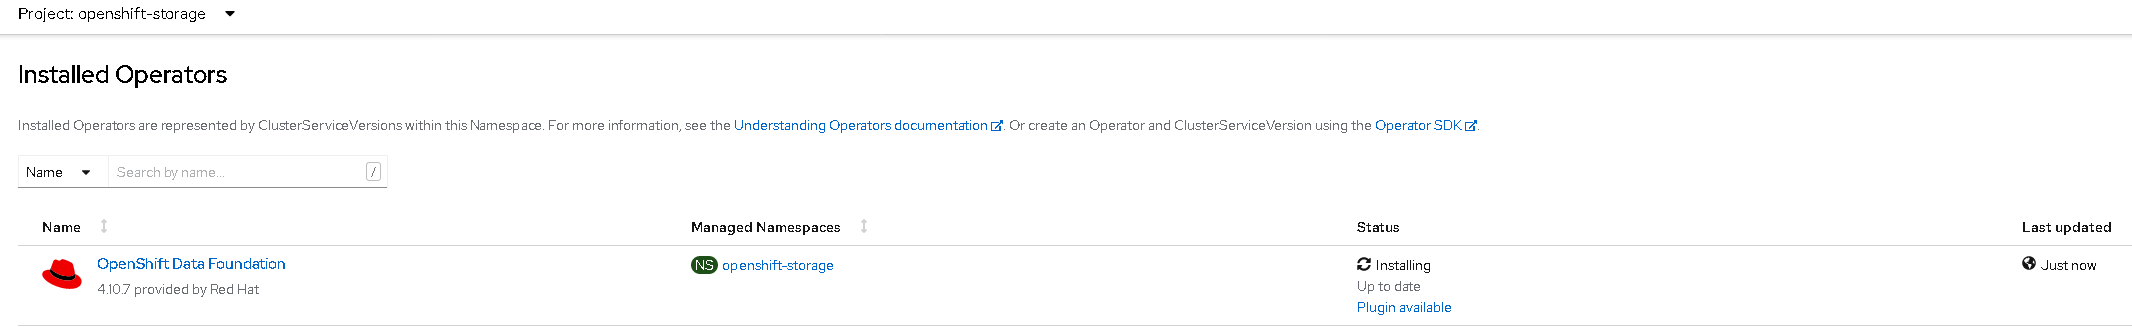 Project: openshift-storage
Installed Operators
Installed Operators are represented by ClusterServiceVersions within this Namespace. For more information, see the Understanding Operators documentation. Or create an Operator and ClusterServiceVersion using the Operator SDK.
Name Search by name... /
Name Managed Namespaces Status Last updated
OpenShift Data Foundation NS openshift-storage Installing Just now
4.10.7 provided by Red Hat Up to date
Plugin available